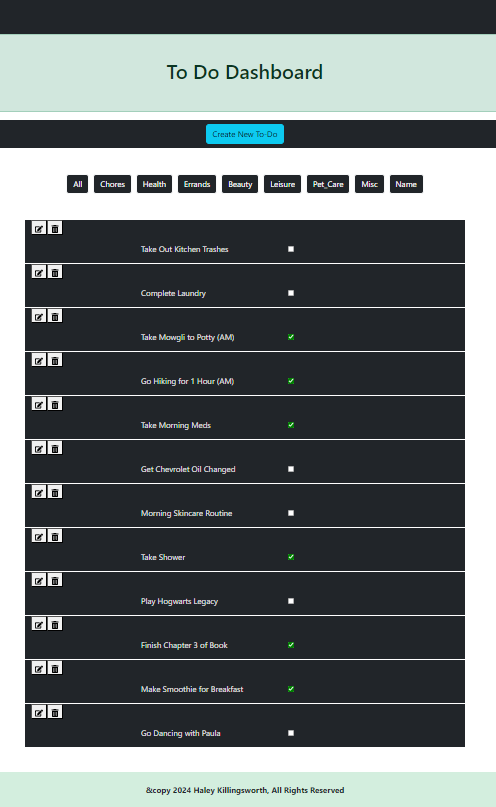 To Do Dashboard
Create New To-Do
All Chores Health Errands Beauty Leisure Pet_Care Misc Name
Take Out Kitchen Trashes
Complete Laundry
Take Mowgli to Potty (AM)
Go Hiking for 1 Hour (AM)
Take Morning Meds
Get Chevrolet Oil Changed
Morning Skincare Routine
Take Shower
Play Hogwarts Legacy
Finish Chapter 3 of Book
Make Smoothie for Breakfast
Go Dancing with Paula
&copy 2024 Haley Killingsworth, All Rights Reserved